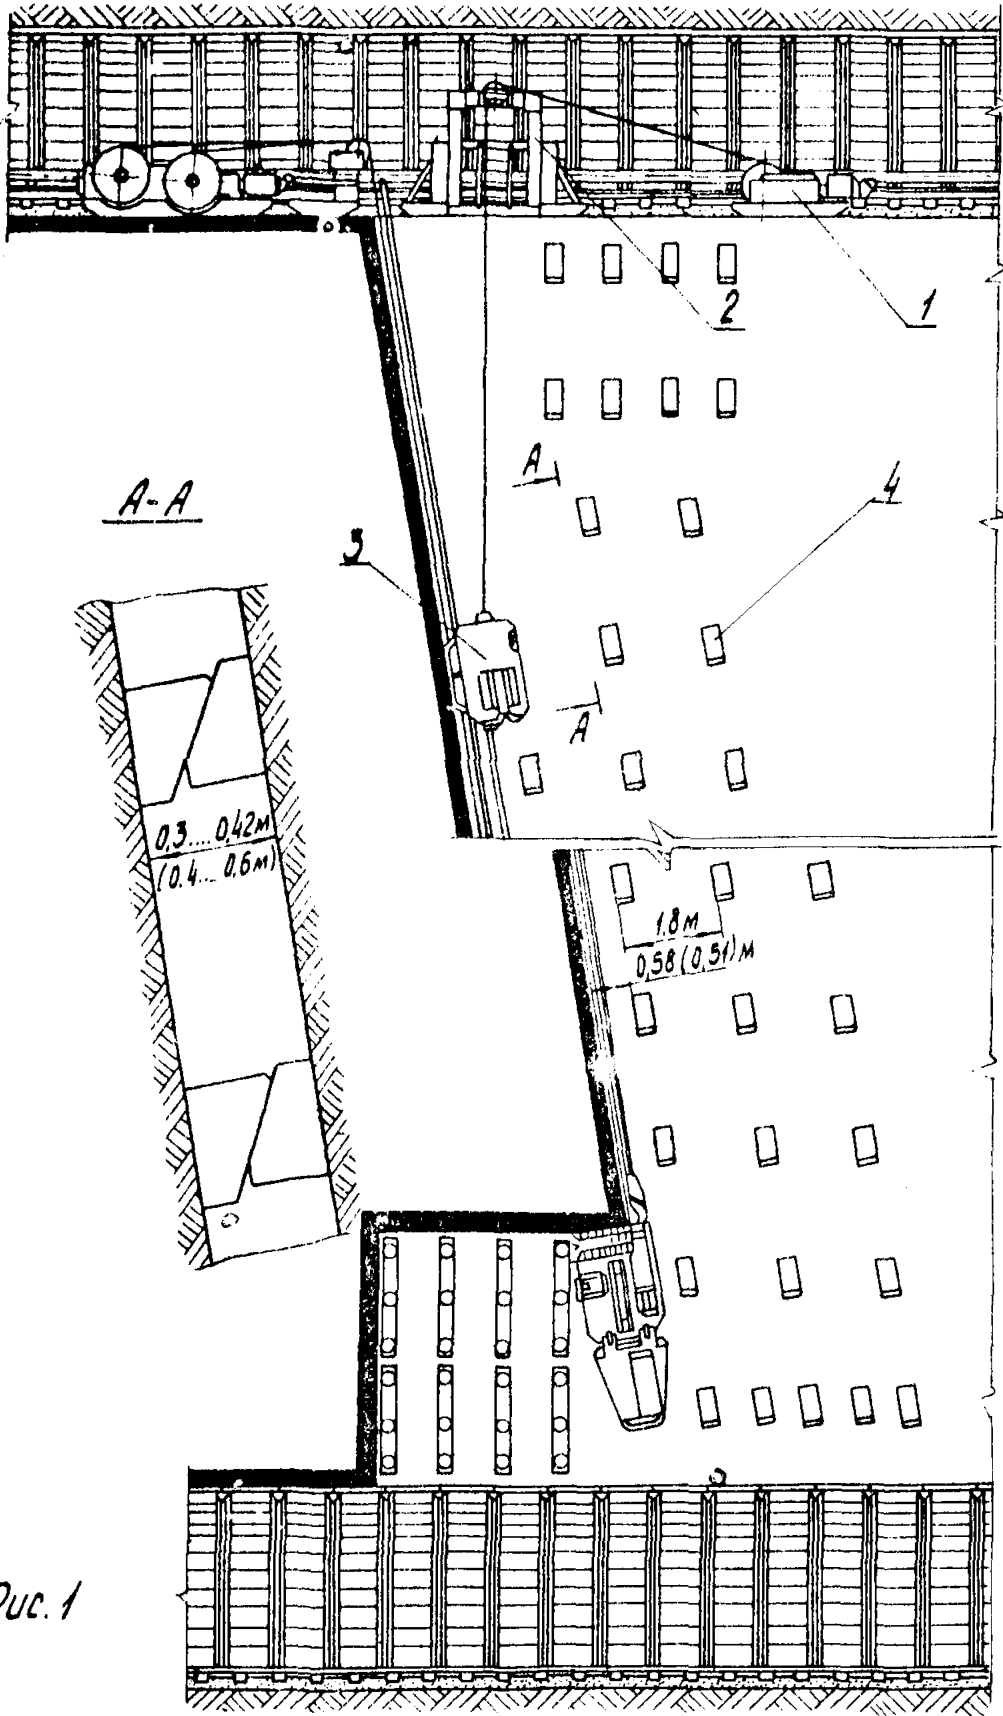 2
1
А
А-А
4
3
А
0,3....0,42м
(0,4... 0,6м)
1,8 м
0,58 (0,51) м
Рис. 1